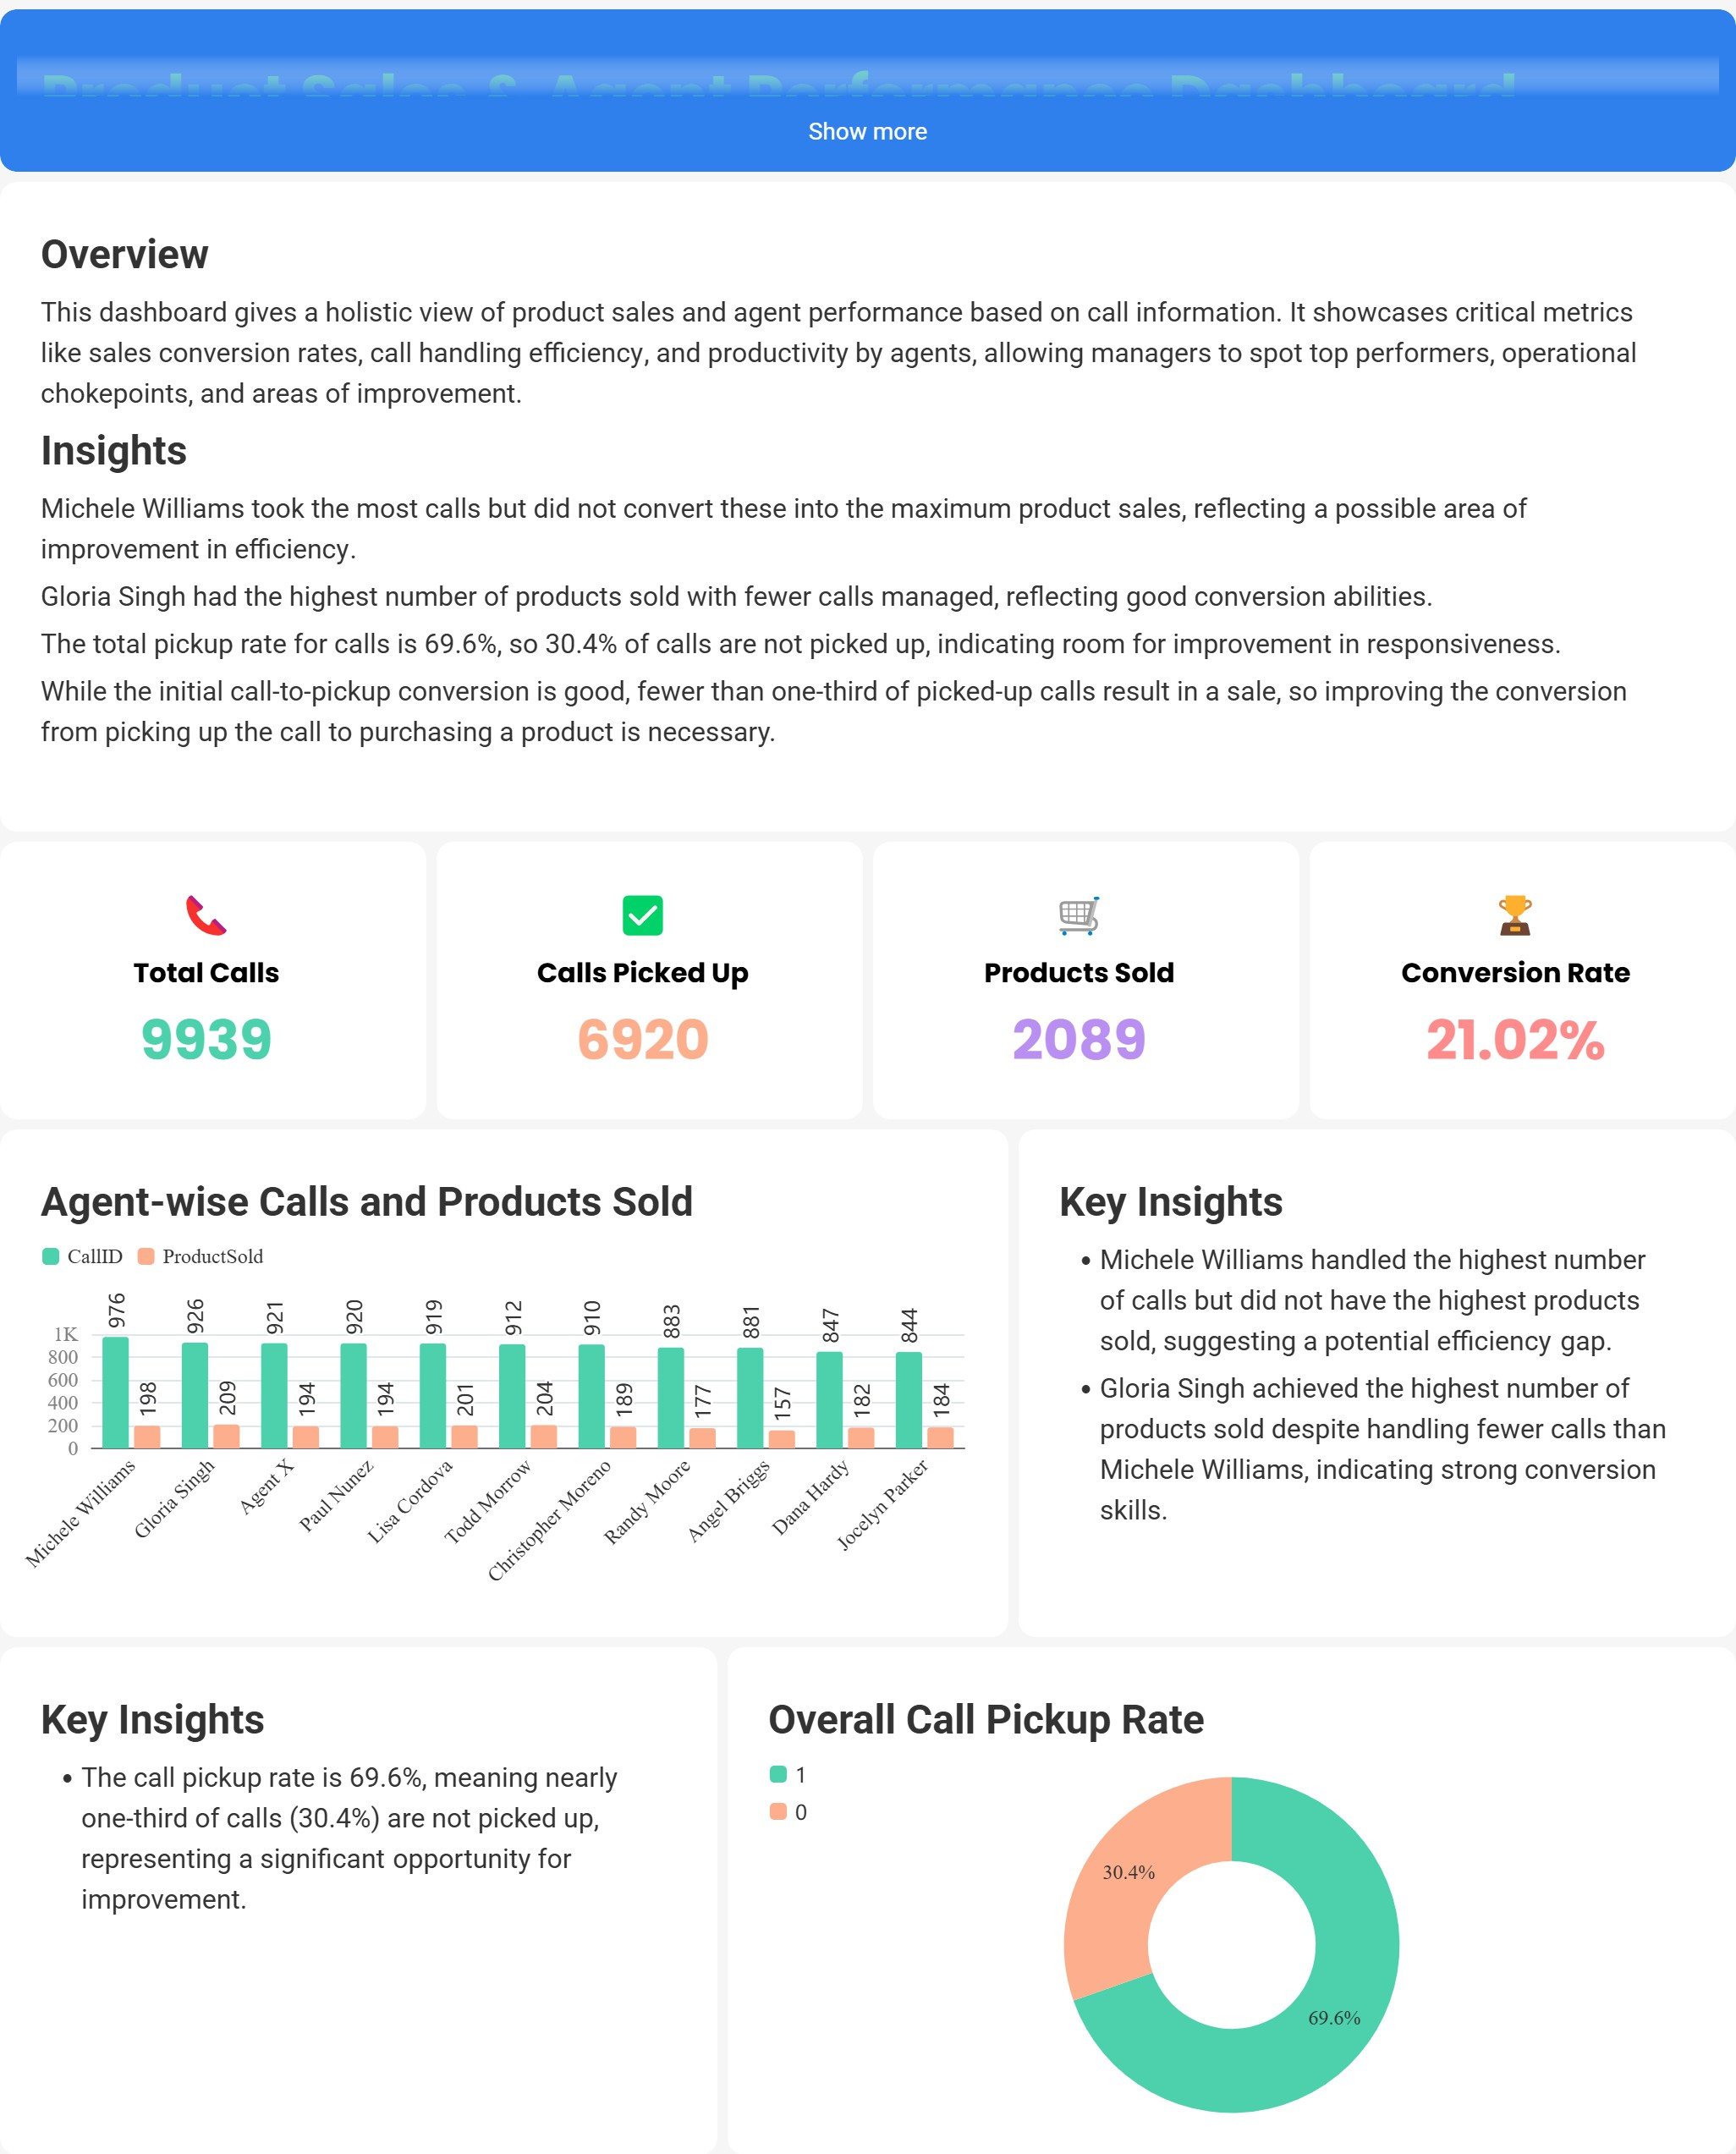 Product Sales & Agent Performance Dashboard
Show more
Overview
This dashboard gives a holistic view of product sales and agent performance based on call information. It showcases critical metrics
like sales conversion rates, call handling efficiency, and productivity by agents, allowing managers to spot top performers, operational
chokepoints, and areas of improvement.
Insights
Michele Williams took the most calls but did not convert these into the maximum product sales, reflecting a possible area of
improvement in efficiency.
Gloria Singh had the highest number of products sold with fewer calls managed, reflecting good conversion abilities.
The total pickup rate for calls is 69.6%, so 30.4% of calls are not picked up, indicating room for improvement in responsiveness.
While the initial call-to-pickup conversion is good, fewer than one-third of picked-up calls result in a sale, so improving the conversion
from picking up the call to purchasing a product is necessary.
Total Calls
9939
Calls Picked Up
6920
Products Sold
2089
Conversion Rate
21.02%
Agent-wise Calls and Products Sold
CallID
ProductSold
1K
800
600
400
200
0
976
198
926
209
921
194
920
194
919
201
912
204
910
189
883
177
881
157
847
182
844
184
Michele Williams
Gloria Singh
Agent X
Paul Nunez
Lisa Cordova
Todd Morrow
Christopher Moreno
Randy Moore
Angel Briggs
Dana Hardy
Jocelyn Parker
Key Insights
• Michele Williams handled the highest number
of calls but did not have the highest products
sold, suggesting a potential efficiency gap.
• Gloria Singh achieved the highest number of
products sold despite handling fewer calls than
Michele Williams, indicating strong conversion
skills.
Key Insights
• The call pickup rate is 69.6%, meaning nearly
one-third of calls (30.4%) are not picked up,
representing a significant opportunity for
improvement.
Overall Call Pickup Rate
1
0
30.4%
69.6%